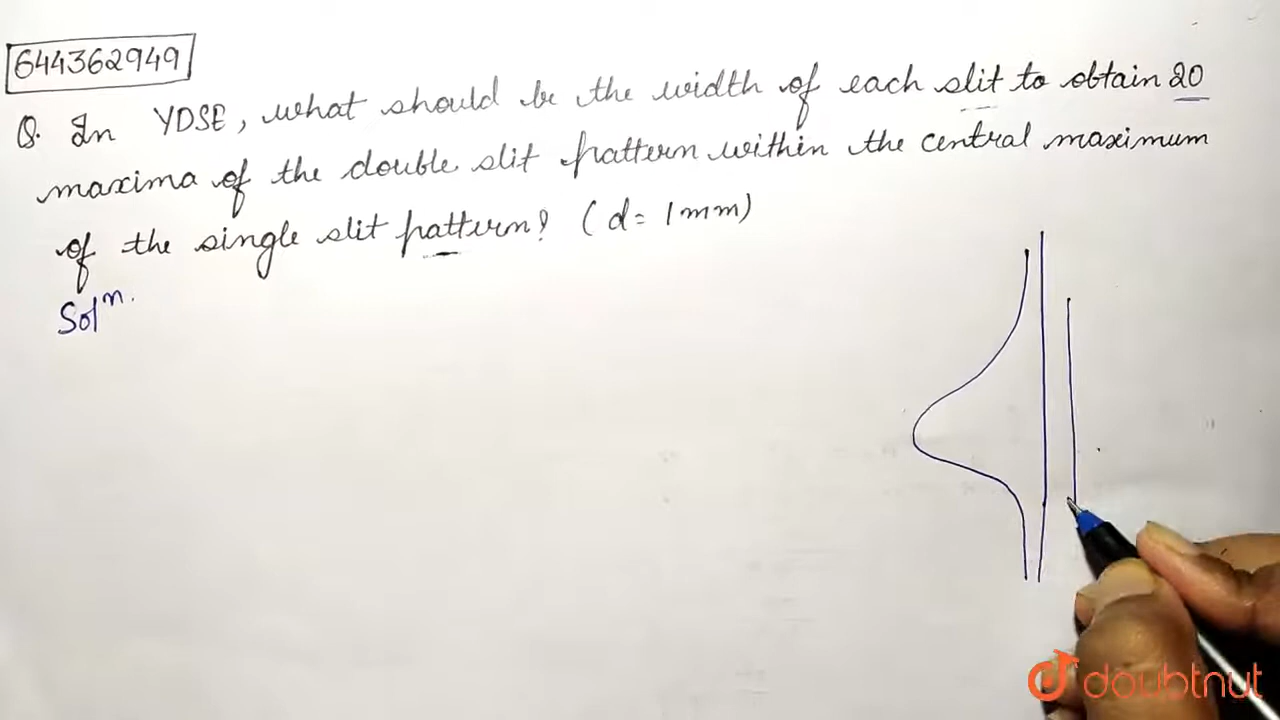 644362949
Q. In YDSE, what should be the width of each slit to obtain 20
maxima of the double slit pattern within the central maximum
of the single slit pattern? (d= 1mm)
Solⁿ.
doubtnut